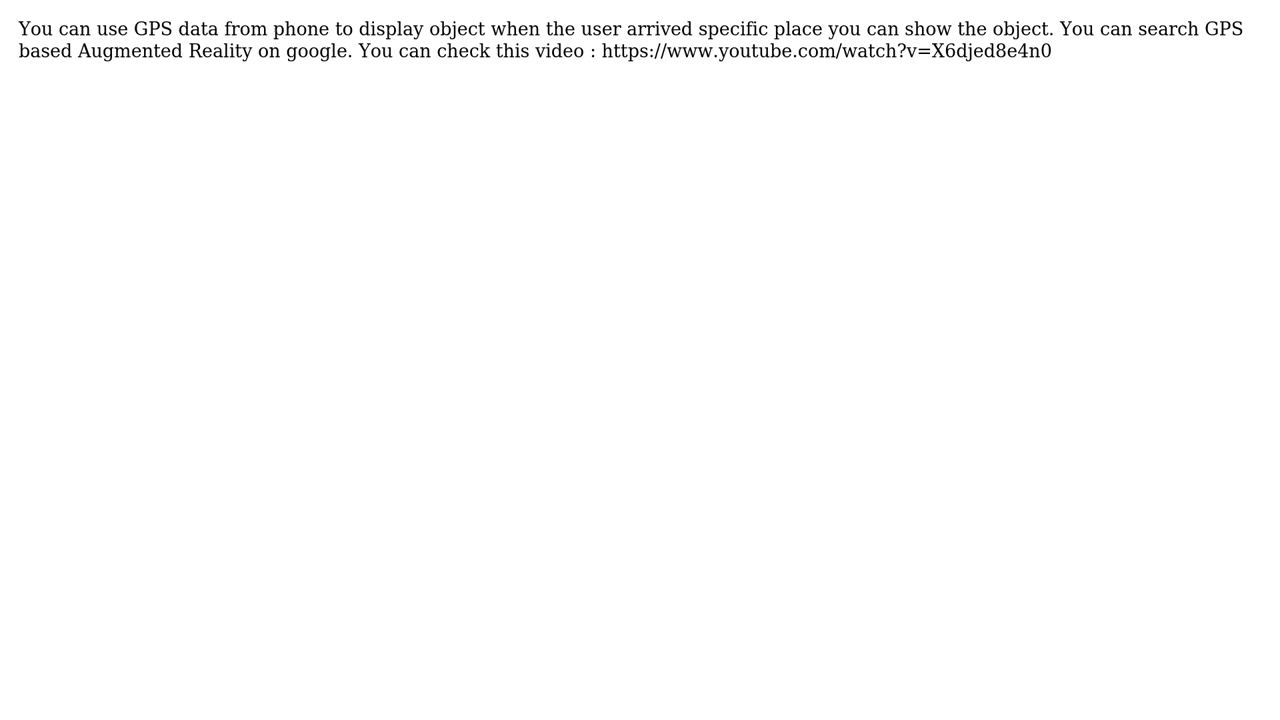 You can use GPS data from phone to display object when the user arrived specific place you can show the object. You can search GPS
based Augmented Reality on google. You can check this video : https://www.youtube.com/watch?v=X6djed8e4n0